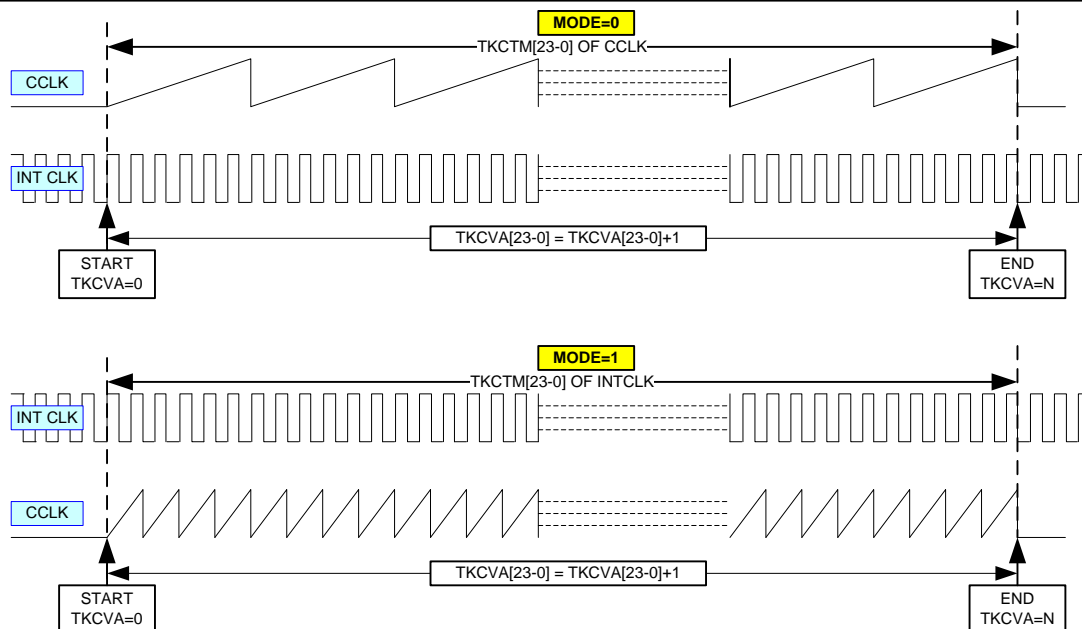 MODE=0
TKCTM[23-0] OF CCLK
CCLK
INT CLK
TKCVA[23-0] = TKCVA[23-0]+1
START
TKCVA=0
END
TKCVA=N
MODE=1
TKCTM[23-0] OF INTCLK
INT CLK
CCLK
TKCVA[23-0] = TKCVA[23-0]+1
START
TKCVA=0
END
TKCVA=N